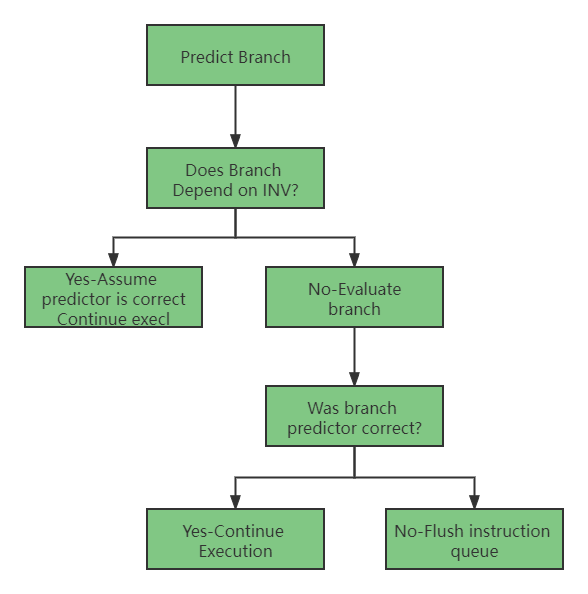 Predict Branch
Does Branch
Depend on INV?
Yes-Assume
predictor is correct
Continue execl
No-Evaluate
branch
Was branch
predictor correct?
Yes-Continue
Execution
No-Flush instruction
queue